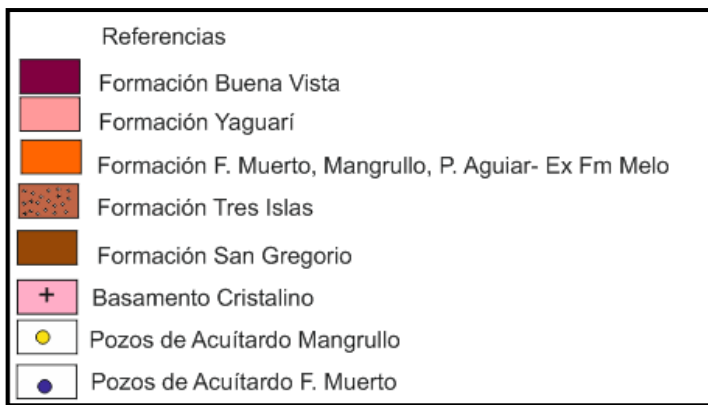 Referencias
Formación Buena Vista
Formación Yaguarí
Formación F. Muerto, Mangrullo, P. Aguiar- Ex Fm Melo
Formación Tres Islas
Formación San Gregorio
Basamento Cristalino
Pozos de Acuítardo Mangrullo
Pozos de Acuítardo F. Muerto